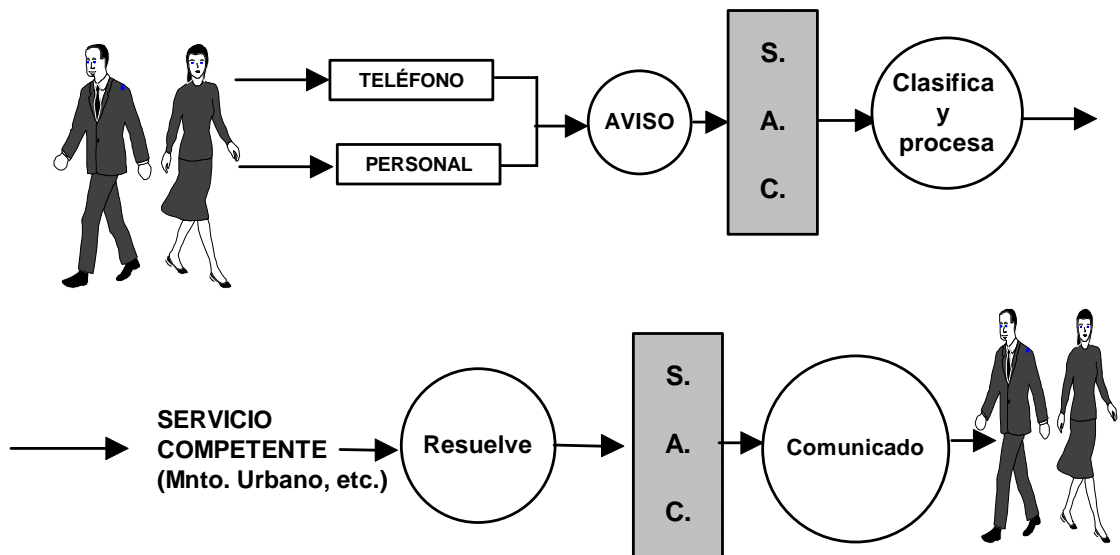 TELÉFONO
PERSONAL
AVISO
S.
A.
C.
Clasifica
y
procesa
SERVICIO
COMPETENTE
(Mnto. Urbano, etc.)
Resuelve
S.
A.
C.
Comunicado